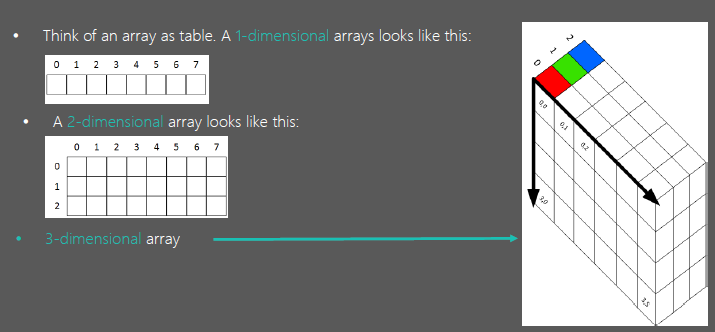 • Think of an array as table. A 1-dimensional arrays looks like this:
0 1 2 3 4 5 6 7
• A 2-dimensional array looks like this:
0 1 2 3 4 5 6 7
0
1
2
• 3-dimensional array
2
1
0
0,0
0,1
0,2
3,0
3,5